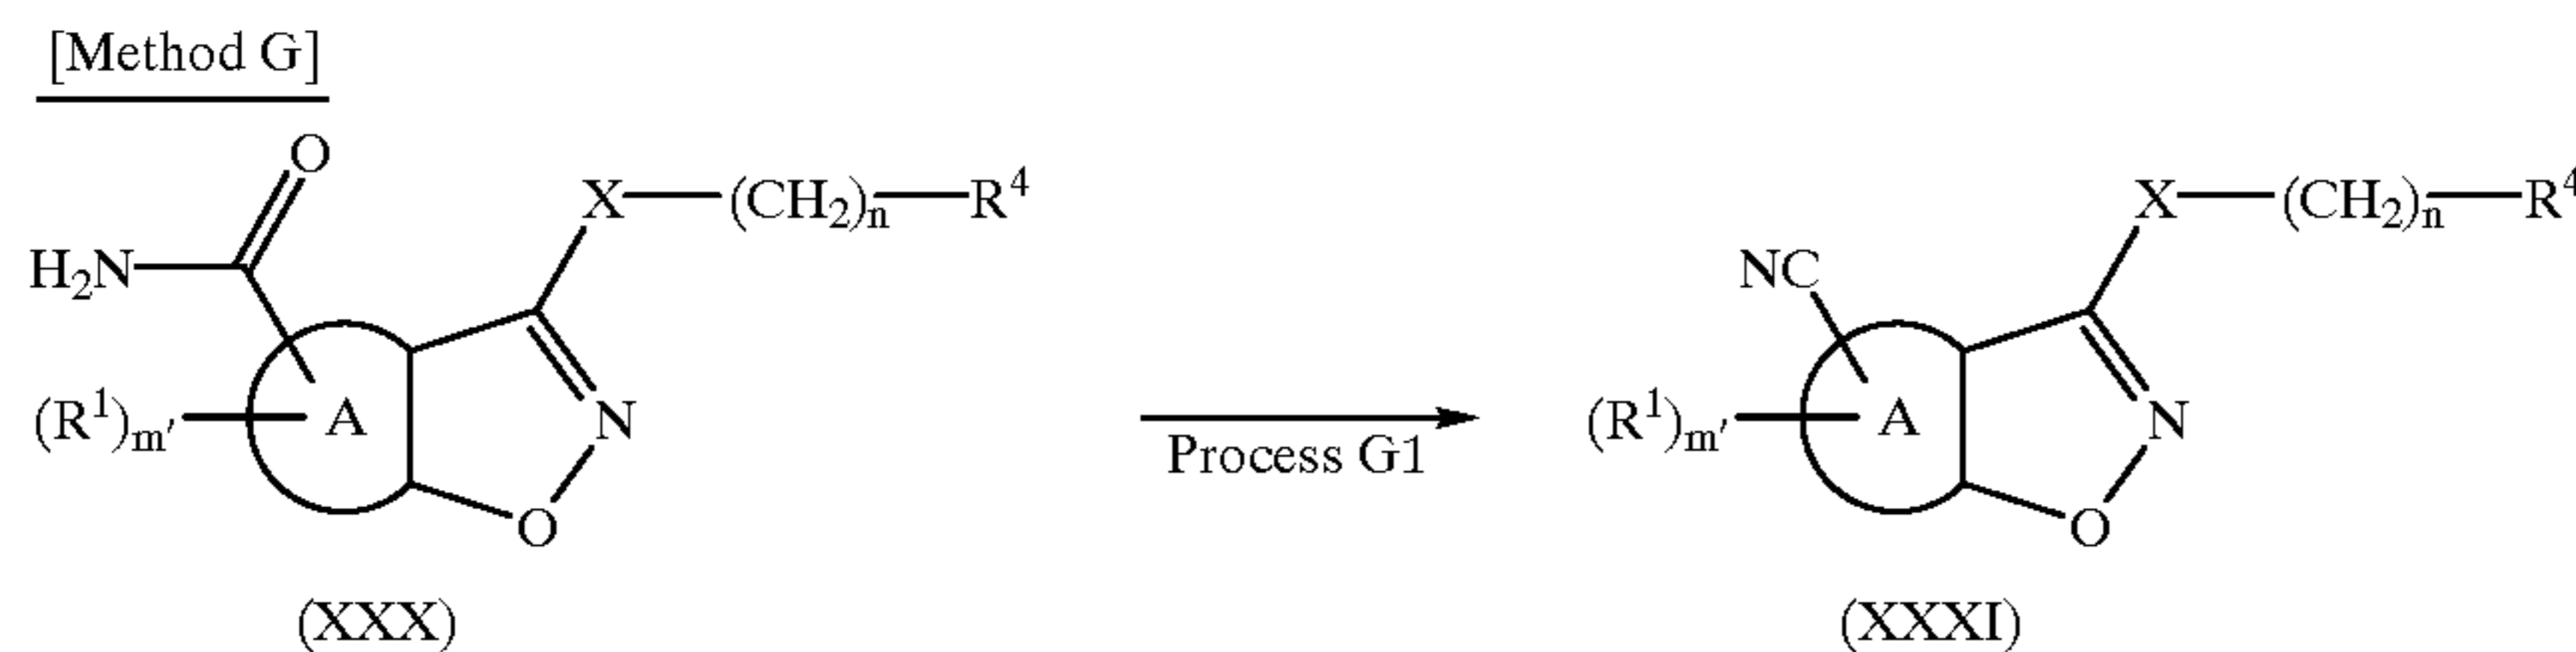 [Method G]
O
X—(CH₂)ₙ—R⁴
H₂N
(R¹)ₘ′
A
N
O
(XXX)
Process G1
X—(CH₂)ₙ—R⁴
NC
(R¹)ₘ′
A
N
O
(XXXI)